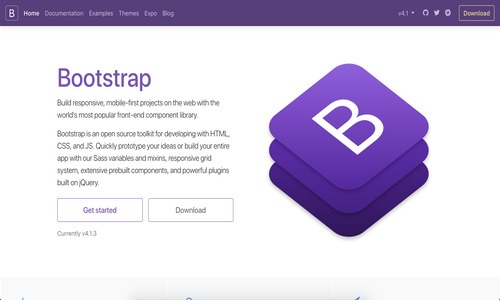 B Home Documentation Examples Themes Expo Blog v4.1 Download
Bootstrap
Build responsive, mobile-first projects on the web with the
world's most popular front-end component library.
Bootstrap is an open source toolkit for developing with HTML,
CSS, and JS. Quickly prototype your ideas or build your entire
app with our Sass variables and mixins, responsive grid
system, extensive prebuilt components, and powerful plugins
built on jQuery.
Get started Download
Currently v4.1.3
B